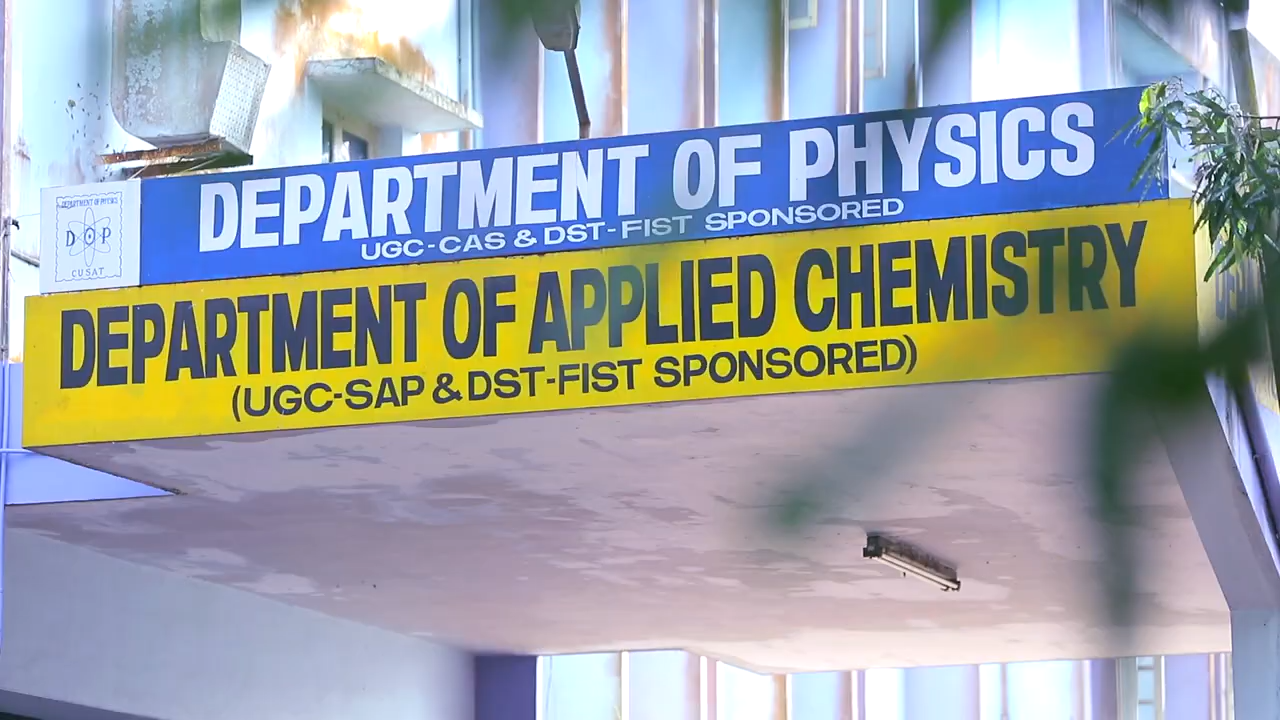 DEPARTMENT OF PHYSICS
D O P
CUSAT
DEPARTMENT OF PHYSICS
UGC-CAS & DST-FIST SPONSORED
DEPARTMENT OF APPLIED CHEMISTRY
(UGC-SAP & DST-FIST SPONSORED)